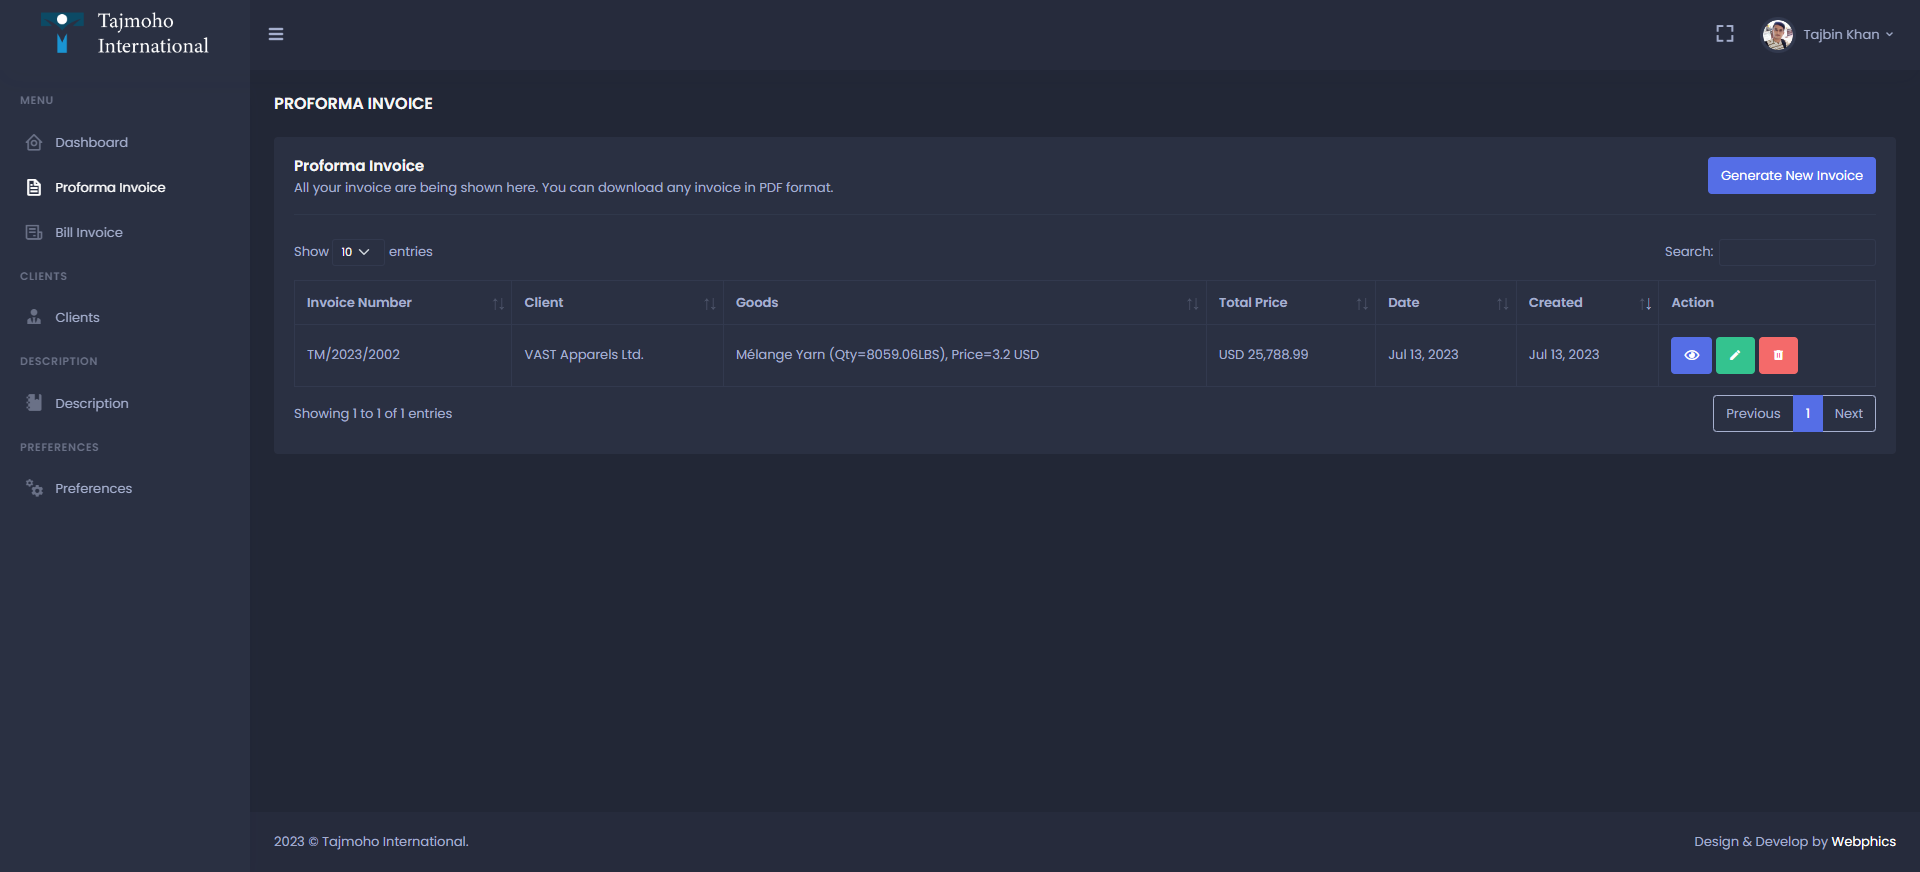 Tajmoho
International
Tajbin Khan
MENU
Dashboard
Proforma Invoice
Bill Invoice
CLIENTS
Clients
DESCRIPTION
Description
PREFERENCES
Preferences
PROFORMA INVOICE
Proforma Invoice
All your invoice are being shown here. You can download any invoice in PDF format.
Generate New Invoice
Show 10 entries
Search:
Invoice Number Client Goods Total Price Date Created Action
TM/2023/2002 VAST Apparels Ltd. Mélange Yarn (Qty=8059.06LBS), Price=3.2 USD USD 25,788.99 Jul 13, 2023 Jul 13, 2023
Showing 1 to 1 of 1 entries
Previous 1 Next
2023 © Tajmoho International.
Design & Develop by Webphics